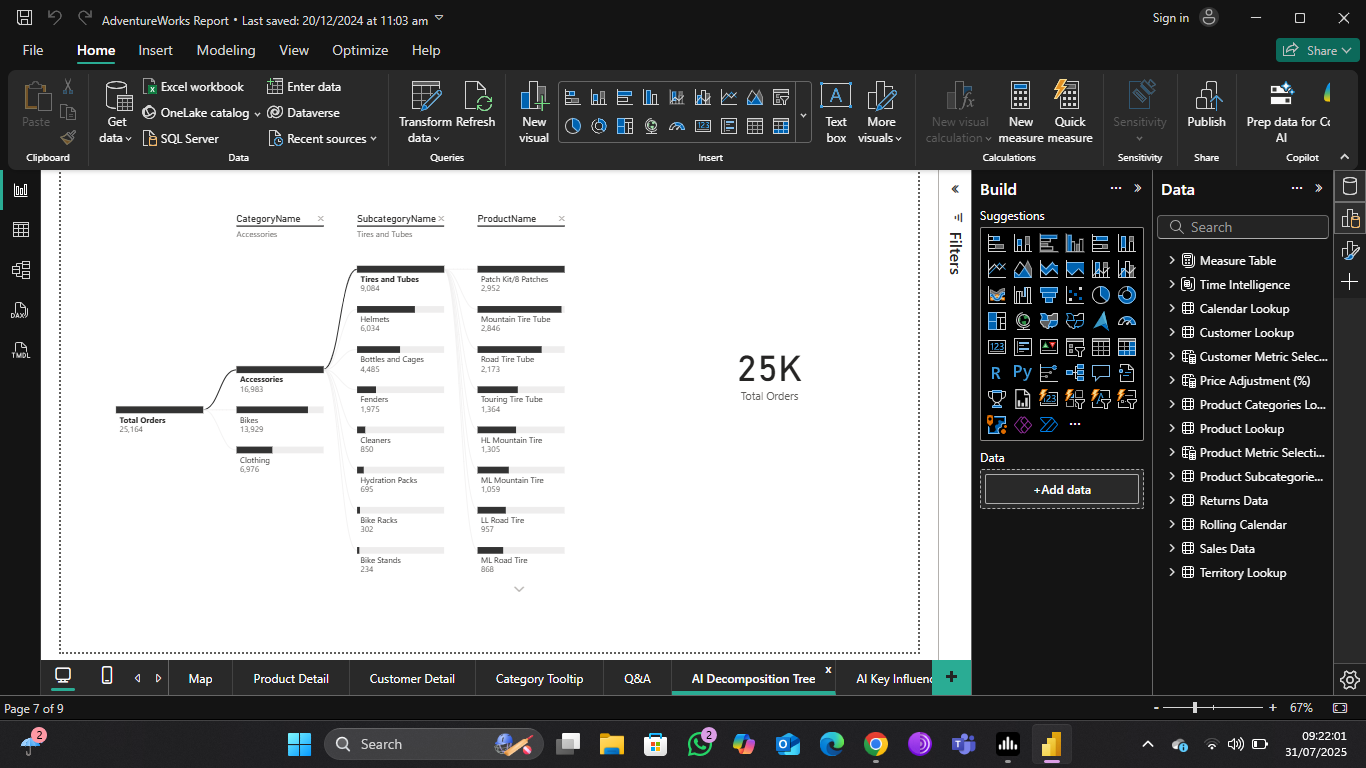 AdventureWorks Report • Last saved: 20/12/2024 at 11:03 am
Sign in
File
Home
Insert
Modeling
View
Optimize
Help
Share
Paste
Clipboard
Get data
Excel workbook
OneLake catalog
SQL Server
Enter data
Dataverse
Recent sources
Data
Transform data
Refresh
Queries
New visual
Text box
More visuals
Insert
New visual calculation
New measure
Quick measure
Calculations
Sensitivity
Sensitivity
Publish
Share
Prep data for AI
Co
Copilot
CategoryName
Accessories
SubcategoryName
Tires and Tubes
ProductName
Total Orders
25,164
Accessories
16,983
Bikes
13,929
Clothing
6,976
Tires and Tubes
9,084
Helmets
6,034
Bottles and Cages
4,485
Fenders
1,975
Cleaners
850
Hydration Packs
695
Bike Racks
302
Bike Stands
234
Patch Kit/8 Patches
2,952
Mountain Tire Tube
2,846
Road Tire Tube
2,173
Touring Tire Tube
1,364
HL Mountain Tire
1,305
ML Mountain Tire
1,059
LL Road Tire
957
ML Road Tire
868
25K
Total Orders
Filters
Build
Suggestions
123
R
Py
123
Data
+Add data
Data
Search
Measure Table
Time Intelligence
Calendar Lookup
Customer Lookup
Customer Metric Selec...
Price Adjustment (%)
Product Categories Lo...
Product Lookup
Product Metric Selecti...
Product Subcategorie...
Returns Data
Rolling Calendar
Sales Data
Territory Lookup
DAX
TMDL
Map
Product Detail
Customer Detail
Category Tooltip
Q&A
AI Decomposition Tree
x
AI Key Influenc
+
Page 7 of 9
- + 67%
2
Search
2
09:22:01
31/07/2025